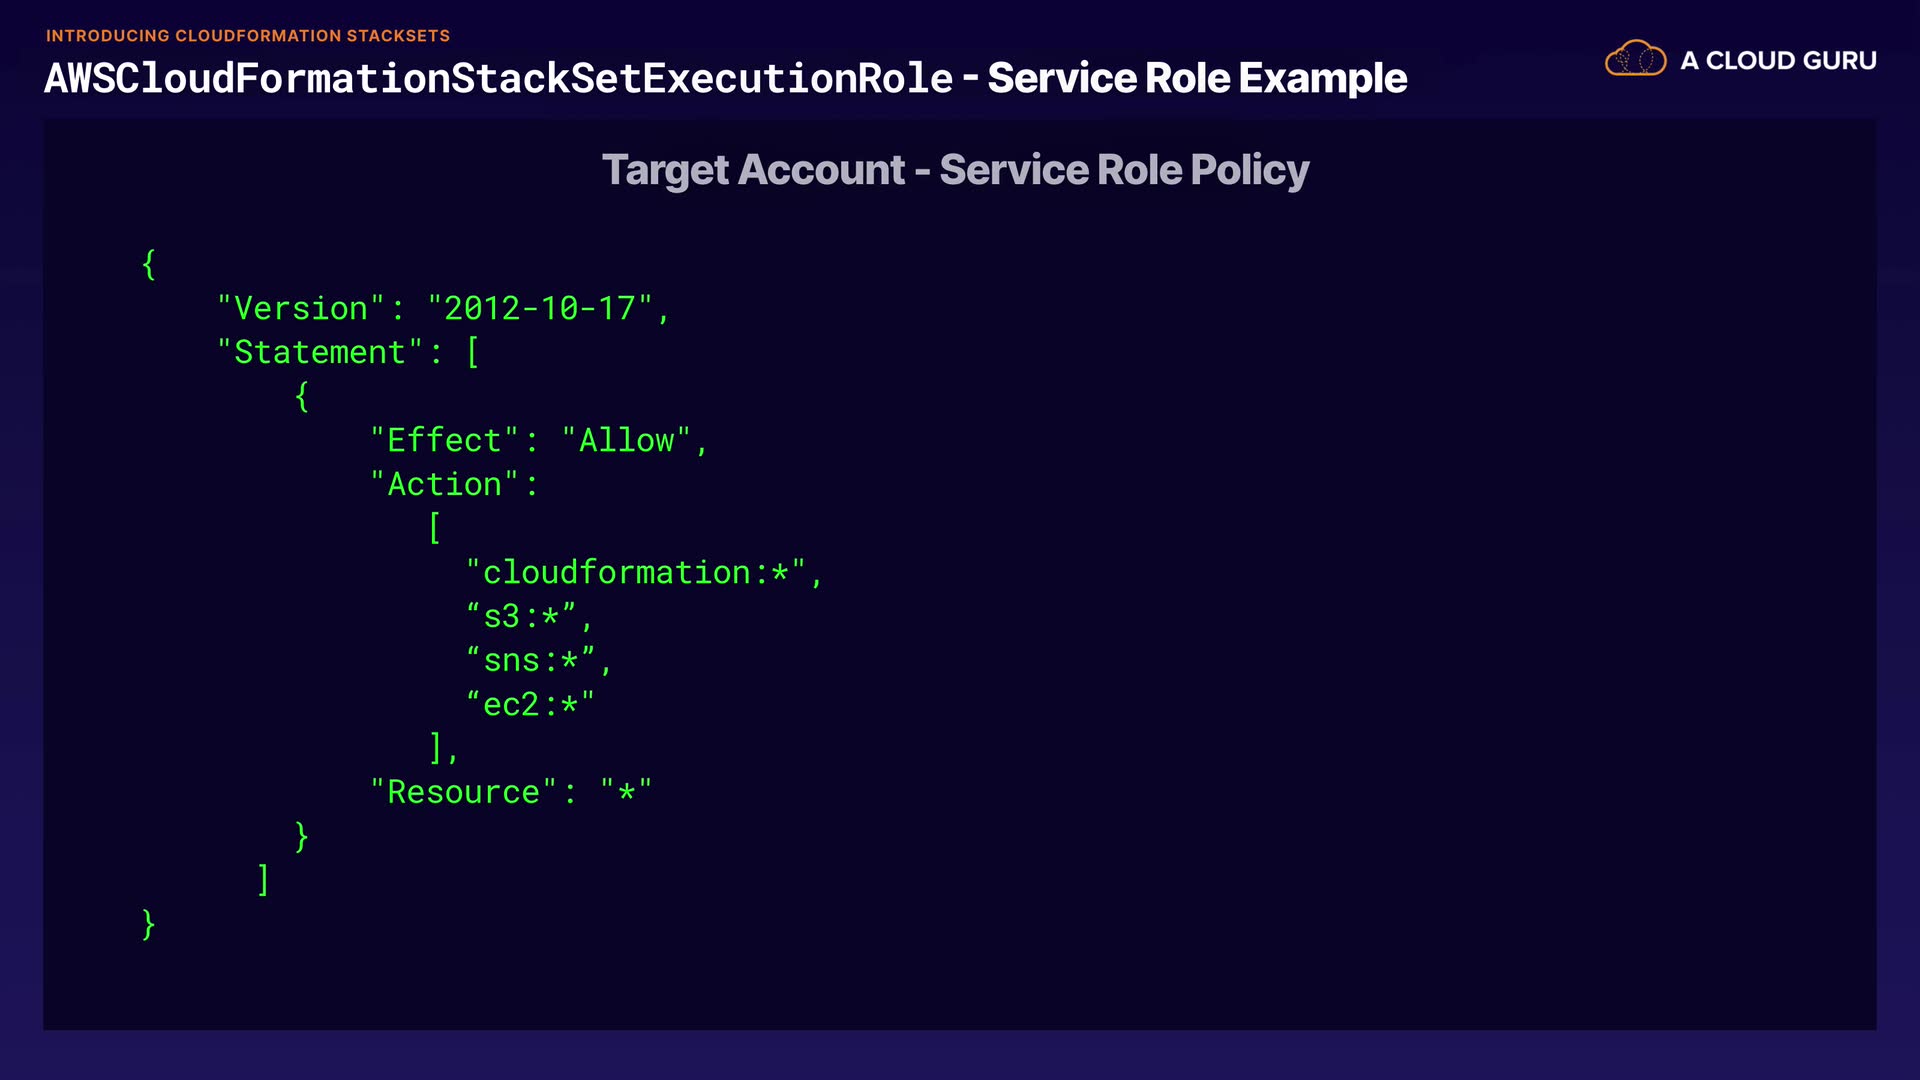 INTRODUCING CLOUDFORMATION STACKSETS
AWSCloudFormationStackSetExecutionRole - Service Role Example
A CLOUD GURU
Target Account - Service Role Policy
{
"Version": "2012-10-17",
"Statement": [
{
"Effect": "Allow",
"Action":
[
"cloudformation:*",
“s3:*”,
“sns:*”,
“ec2:*"
],
"Resource": "*"
}
]
}